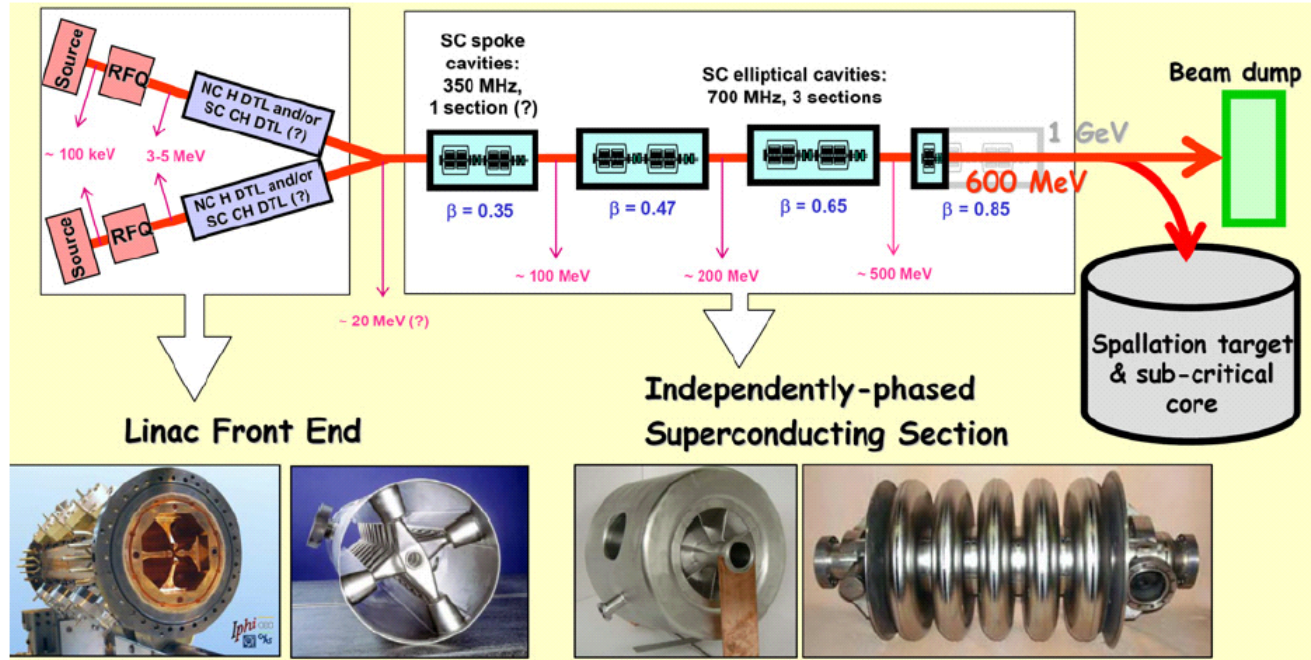 Source
RFQ
NC H DTL and/or
SC CH DTL (?)
~ 100 keV
3-5 MeV
Source
RFQ
NC H DTL and/or
SC CH DTL (?)
~ 20 MeV (?)
SC spoke
cavities:
350 MHz,
1 section (?)
SC elliptical cavities:
700 MHz, 3 sections
β = 0.35
β = 0.47
β = 0.65
β = 0.85
~ 100 MeV
~ 200 MeV
~ 500 MeV
1 GeV
600 MeV
Beam dump
Spallation target
& sub-critical
core
Linac Front End
Independently-phased
Superconducting Section
Iphi